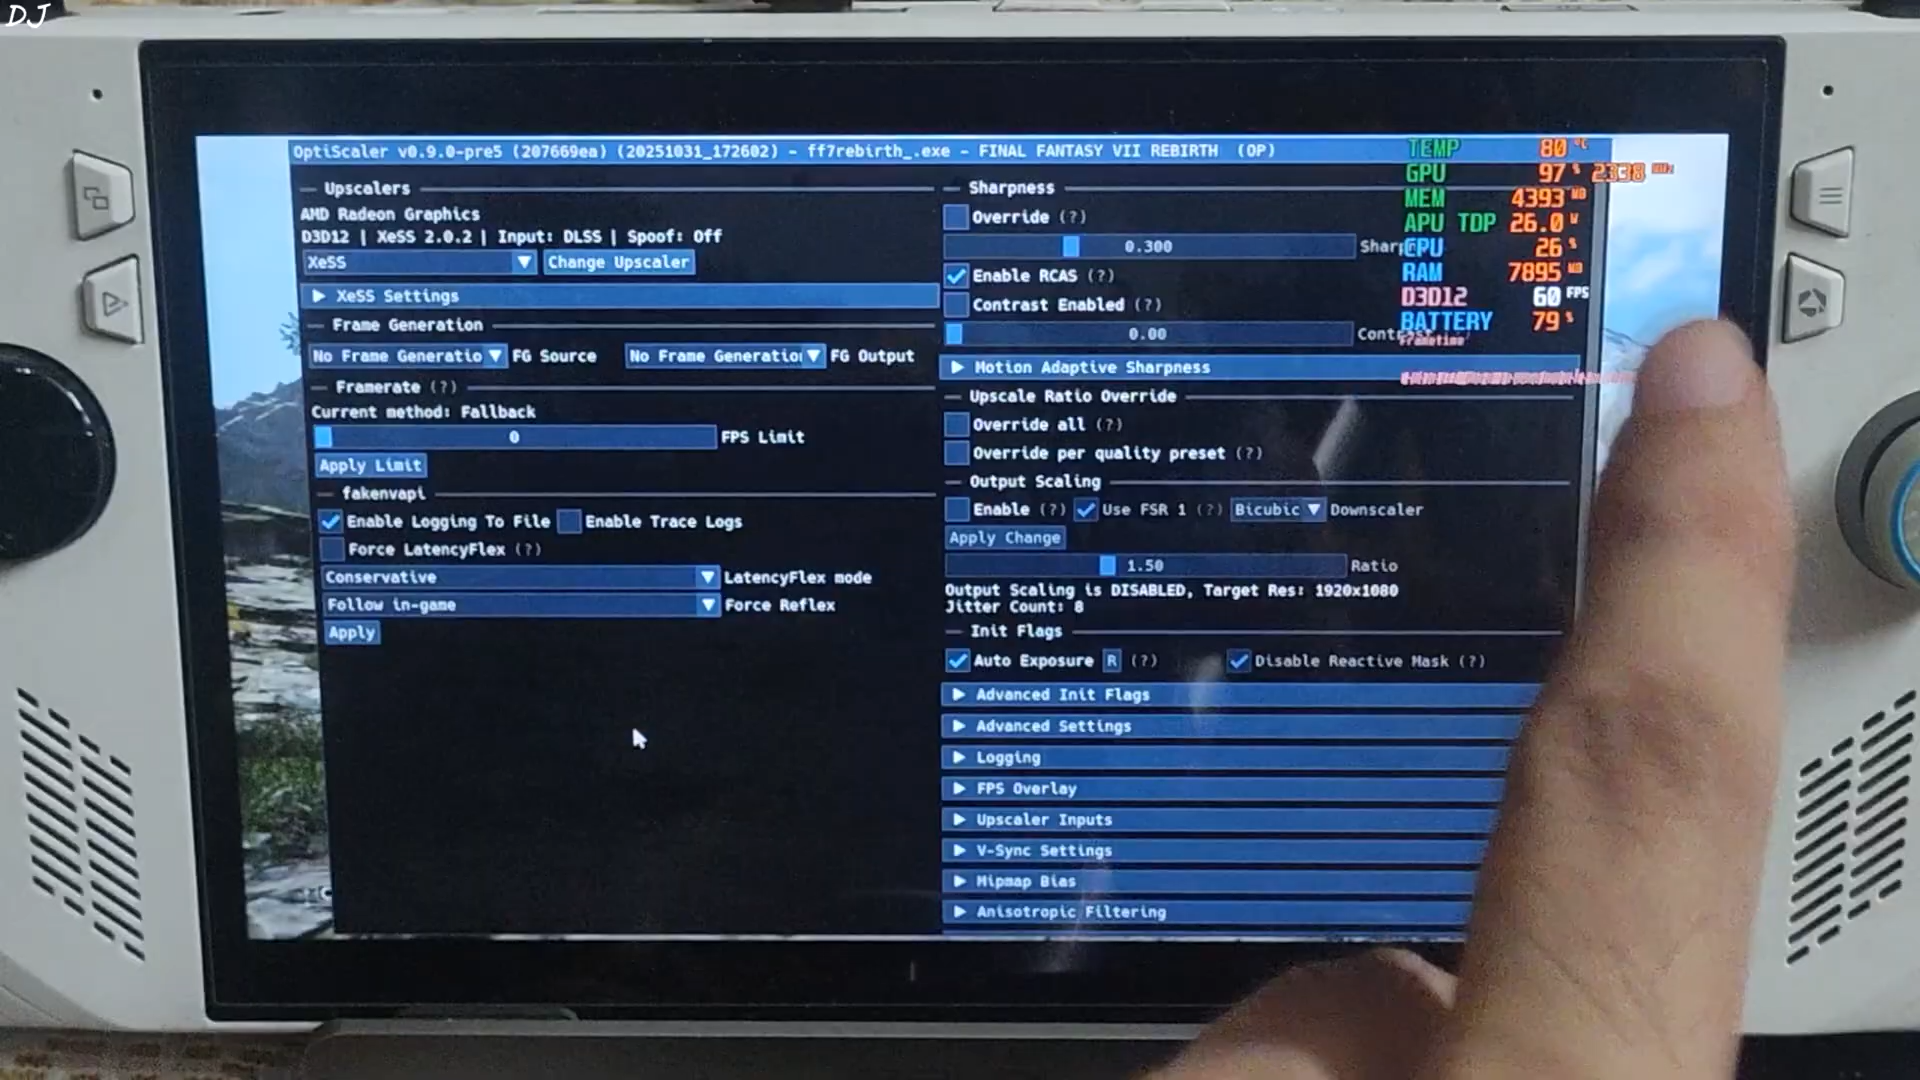 DJ
OptiScaler v0.9.0-pre5 (207669ea) (20251031_172602) - ff7rebirth_.exe - FINAL FANTASY VII REBIRTH (OP)
Upscalers
AMD Radeon Graphics
D3D12 | XeSS 2.0.2 | Input: DLSS | Spoof: Off
XeSS Change Upscaler
XeSS Settings
Frame Generation
No Frame Generatio FG Source No Frame Generation FG Output
Framerate (?)
Current method: Fallback
0 FPS Limit
Apply Limit
fakenvapi
Enable Logging To File Enable Trace Logs
Force LatencyFlex (?)
Conservative LatencyFlex mode
Follow in-game Force Reflex
Apply
Sharpness
Override (?)
0.300 Sharp
Enable RCAS (?)
Contrast Enabled (?)
0.00 Contrast
Motion Adaptive Sharpness
Upscale Ratio Override
Override all (?)
Override per quality preset (?)
Output Scaling
Enable (?) Use FSR 1 (?) Bicubic Downscaler
Apply Change
1.50 Ratio
Output Scaling is DISABLED, Target Res: 1920x1080
Jitter Count: 8
Init Flags
Auto Exposure R (?) Disable Reactive Mask (?)
Advanced Init Flags
Advanced Settings
Logging
FPS Overlay
Upscaler Inputs
V-Sync Settings
Mipmap Bias
Anisotropic Filtering
TEMP 80 °C
GPU 97 % 2338 MHz
MEM 4393 MB
APU TDP 26.0 W
CPU 26 %
RAM 7895 MB
D3D12 60 FPS
BATTERY 79 %
Frametime